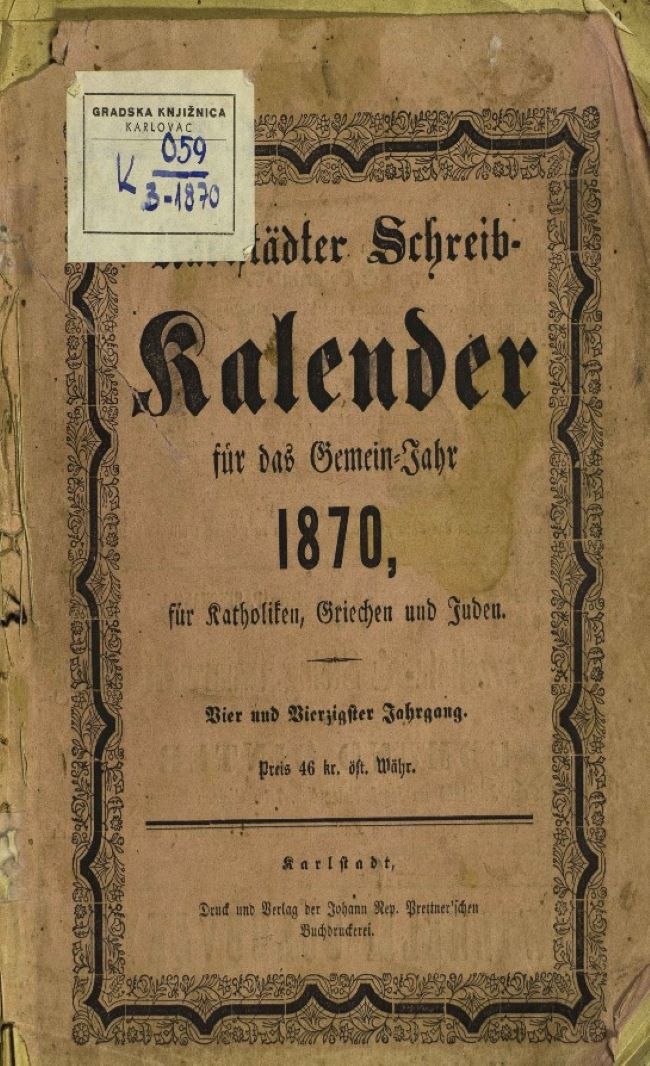 GRADSKA KNJIŽNICA
KARLOVAC
K 059
3-1870
Schreib-
Kalender
für das Gemein-Jahr
1870,
für Katholiken, Griechen und Juden.
Vier und Vierzigster Jahrgang.
Preis 46 kr. öst. Währ.
Karlstadt,
Druck und Verlag der Johann Nep. Prettner'schen
Buchdruckerei.